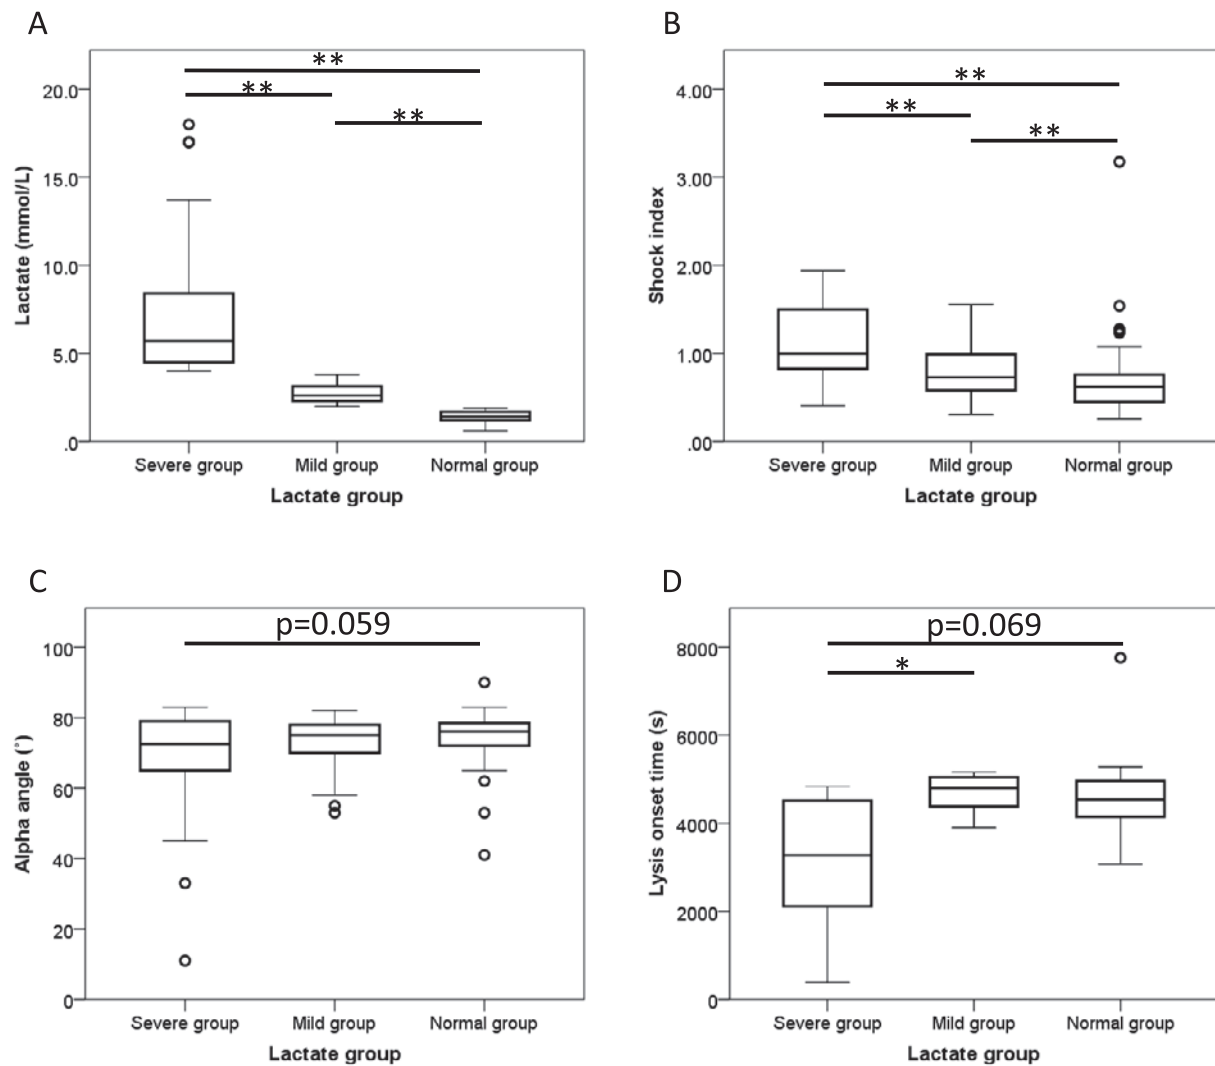 A
**
**
**
20.0
15.0
10.0
5.0
.0
Lactate (mmol/L)
Severe group
Mild group
Normal group
Lactate group
B
**
**
**
4.00
3.00
2.00
1.00
.00
Shock index
Severe group
Mild group
Normal group
Lactate group
C
p=0.059
100
80
60
40
20
0
Alpha angle (°)
Severe group
Mild group
Normal group
Lactate group
D
p=0.069
*
8000
6000
4000
2000
0
Lysis onset time (s)
Severe group
Mild group
Normal group
Lactate group